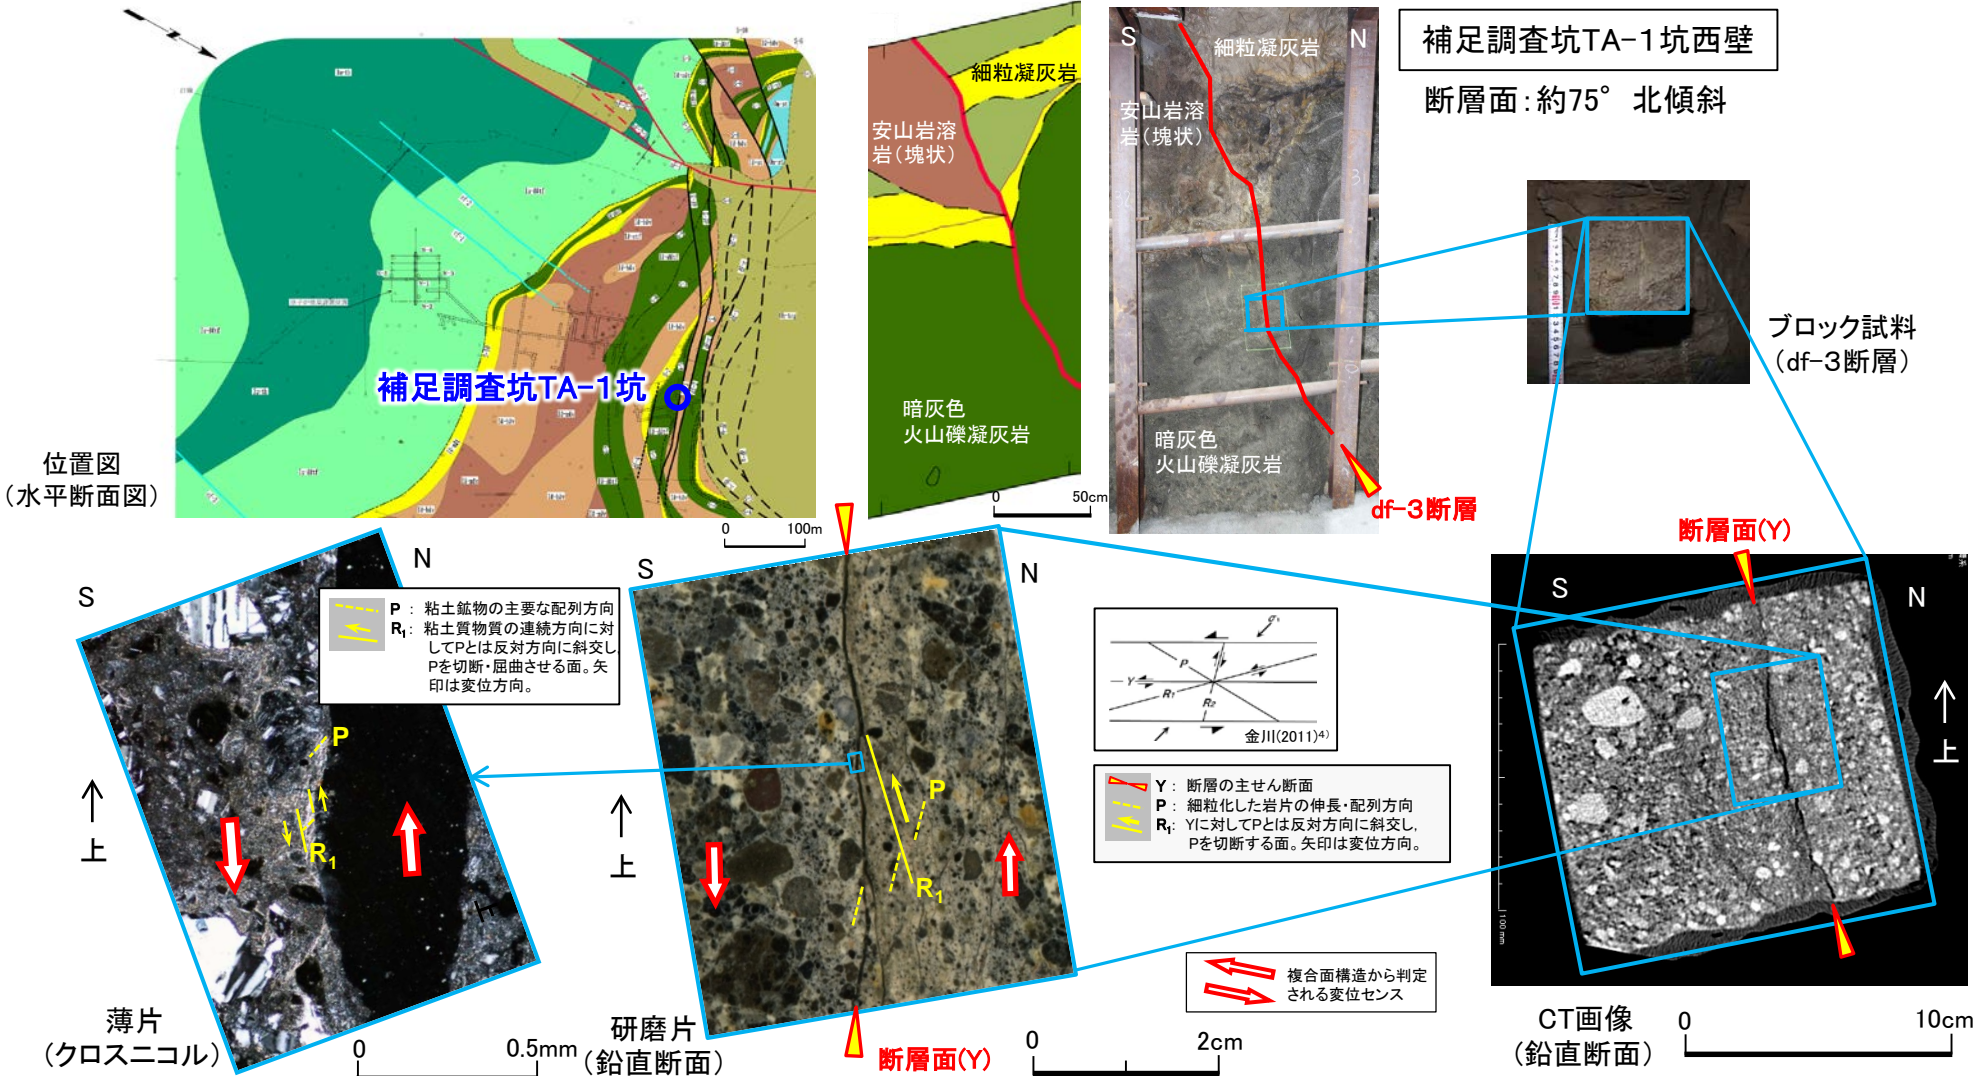 補足調査坑TA-1坑西壁
断層面:約75° 北傾斜
N
補足調査坑TA-1坑
位置図
(水平断面図)
0 100m
細粒凝灰岩
安山岩溶
岩(塊状)
暗灰色
火山礫凝灰岩
0 50cm
S N
細粒凝灰岩
安山岩溶
岩(塊状)
暗灰色
火山礫凝灰岩
df-3断層
ブロック試料
(df-3断層)
S N
P : 粘土鉱物の主要な配列方向
R₁: 粘土質物質の連続方向に対
してPとは反対方向に斜交し,
Pを切断・屈曲させる面。矢
印は変位方向。
P
R₁
上
薄片
(クロスニコル)
0 0.5mm
S N
P
R₁
上
研磨片
(鉛直断面)
断層面(Y)
0 2cm
σ₁
P
Y
R₁
R₂
金川(2011)⁴⁾
Y : 断層の主せん断面
P : 細粒化した岩片の伸長・配列方向
R₁: Yに対してPとは反対方向に斜交し,
Pを切断する面。矢印は変位方向。
複合面構造から判定
される変位センス
断層面(Y)
S N
上
100 mm
CT画像
(鉛直断面)
0 10cm